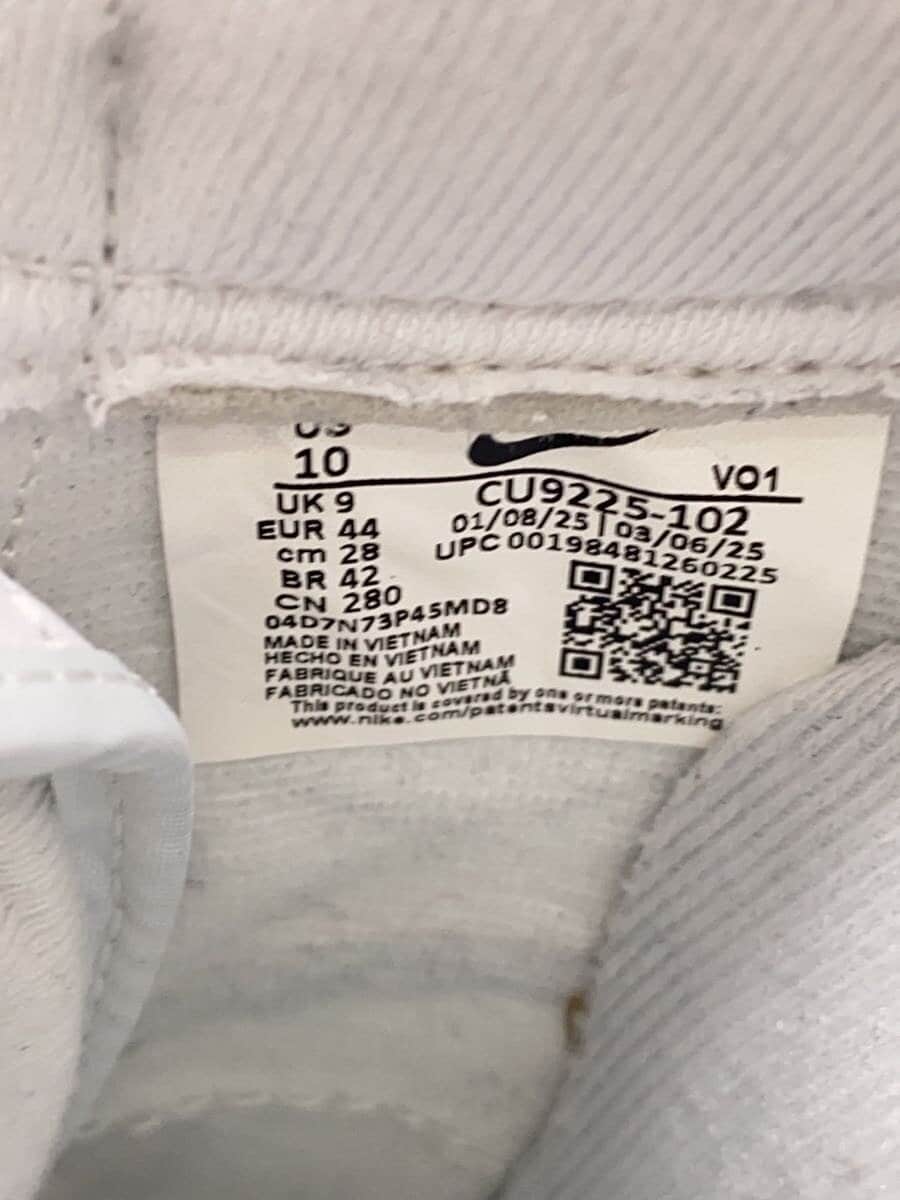 US
10
UK 9
EUR 44
cm 28
BR 42
CN 280
04D7N73P45MD8
MADE IN VIETNAM
HECHO EN VIETNAM
FABRIQUE AU VIETNAM
FABRICADO NO VIETNÃ
VO1
CU9225-102
01/08/25 | 03/06/25
UPC 00198481260225
This product is covered by one or more patents:
www.nike.com/patentsvirtualmarking